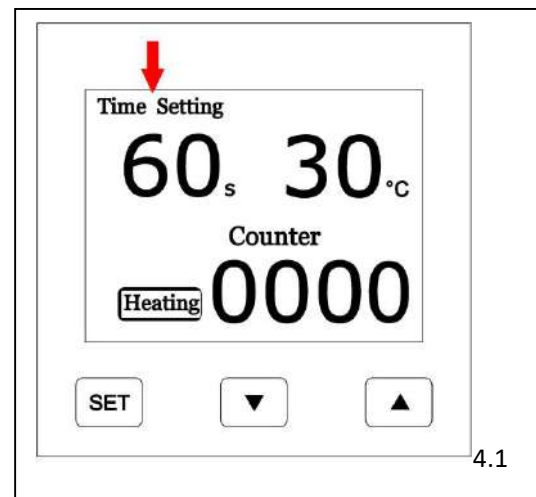 Time Setting
60s 30°C
Counter
Heating 0000
SET ▼ ▲
4.1